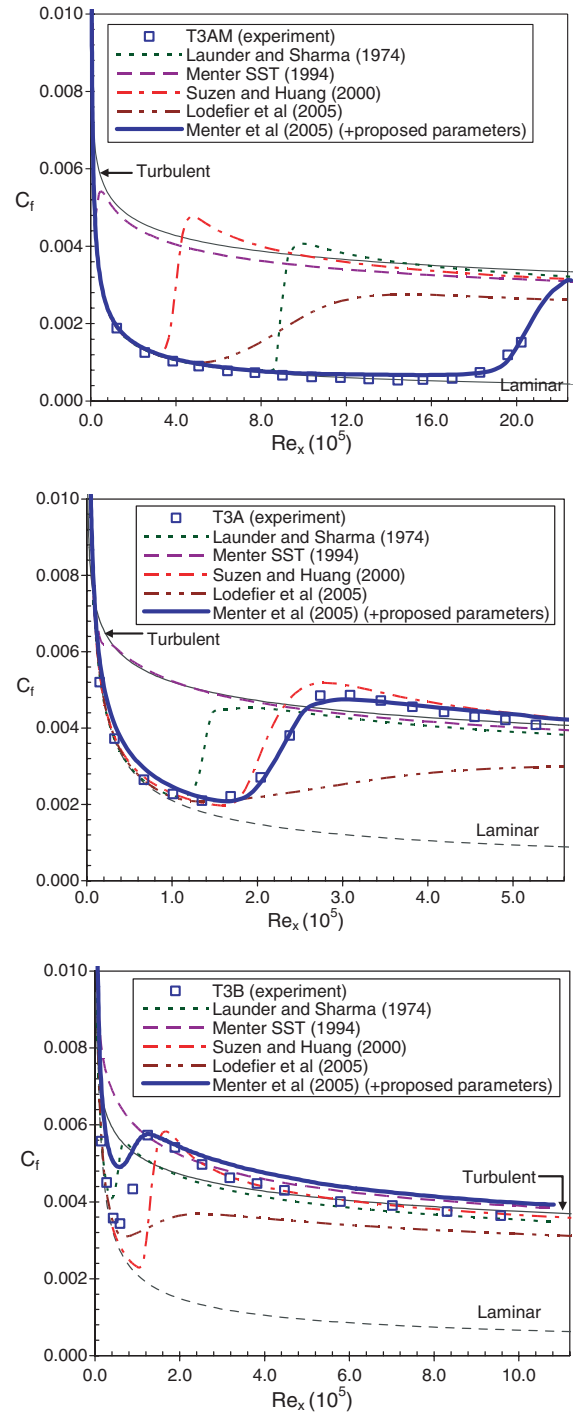 0.010
T3AM (experiment)
Launder and Sharma (1974)
Menter SST (1994)
Suzen and Huang (2000)
Lodefier et al (2005)
Menter et al (2005) (+proposed parameters)
0.008
0.006
Turbulent
Cf
0.004
0.002
Laminar
0.000
0.0 4.0 8.0 12.0 16.0 20.0
Rex (10^5)
0.010
T3A (experiment)
Launder and Sharma (1974)
Menter SST (1994)
Suzen and Huang (2000)
Lodefier et al (2005)
Menter et al (2005) (+proposed parameters)
0.008
0.006
Turbulent
Cf
0.004
0.002
Laminar
0.000
0.0 1.0 2.0 3.0 4.0 5.0
Rex (10^5)
0.010
T3B (experiment)
Launder and Sharma (1974)
Menter SST (1994)
Suzen and Huang (2000)
Lodefier et al (2005)
Menter et al (2005) (+proposed parameters)
0.008
0.006
Cf
Turbulent
0.004
0.002
Laminar
0.000
0.0 2.0 4.0 6.0 8.0 10.0
Rex (10^5)